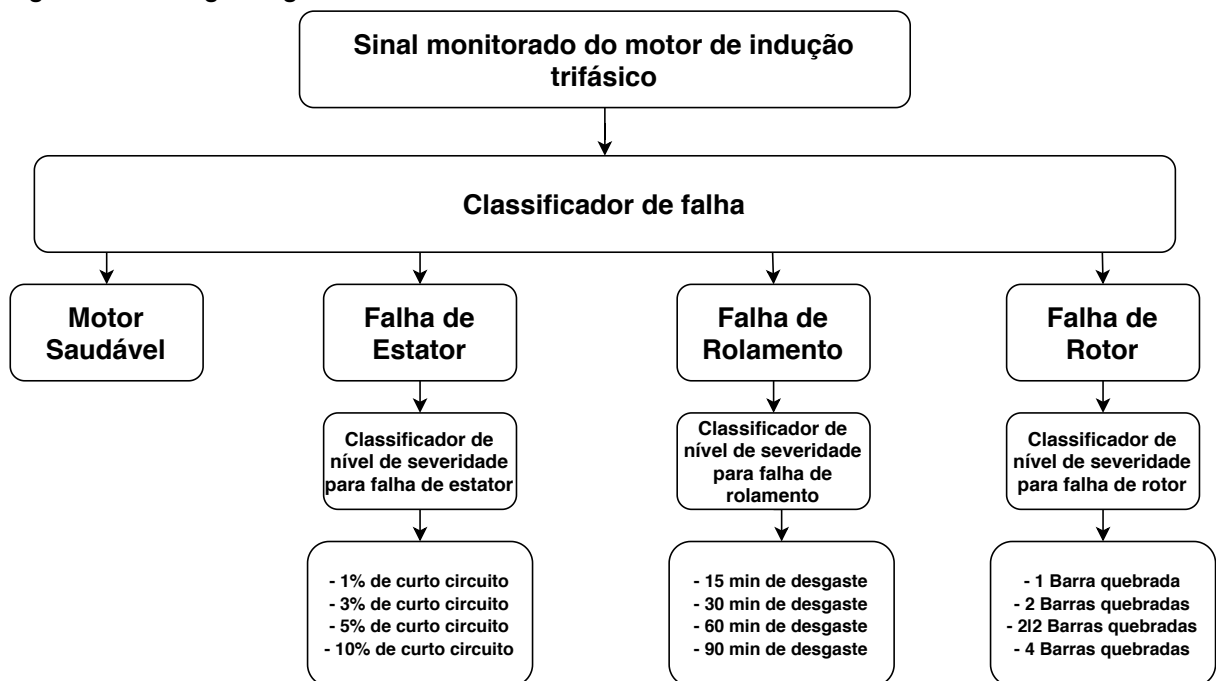 Sinal monitorado do motor de indução
trifásico
Classificador de falha
Motor
Saudável
Falha de
Estator
Falha de
Rolamento
Falha de
Rotor
Classificador de
nível de severidade
para falha de estator
Classificador de
nível de severidade
para falha de
rolamento
Classificador de
nível de severidade
para falha de rotor
- 1% de curto circuito
- 3% de curto circuito
- 5% de curto circuito
- 10% de curto circuito
- 15 min de desgaste
- 30 min de desgaste
- 60 min de desgaste
- 90 min de desgaste
- 1 Barra quebrada
- 2 Barras quebradas
- 2|2 Barras quebradas
- 4 Barras quebradas